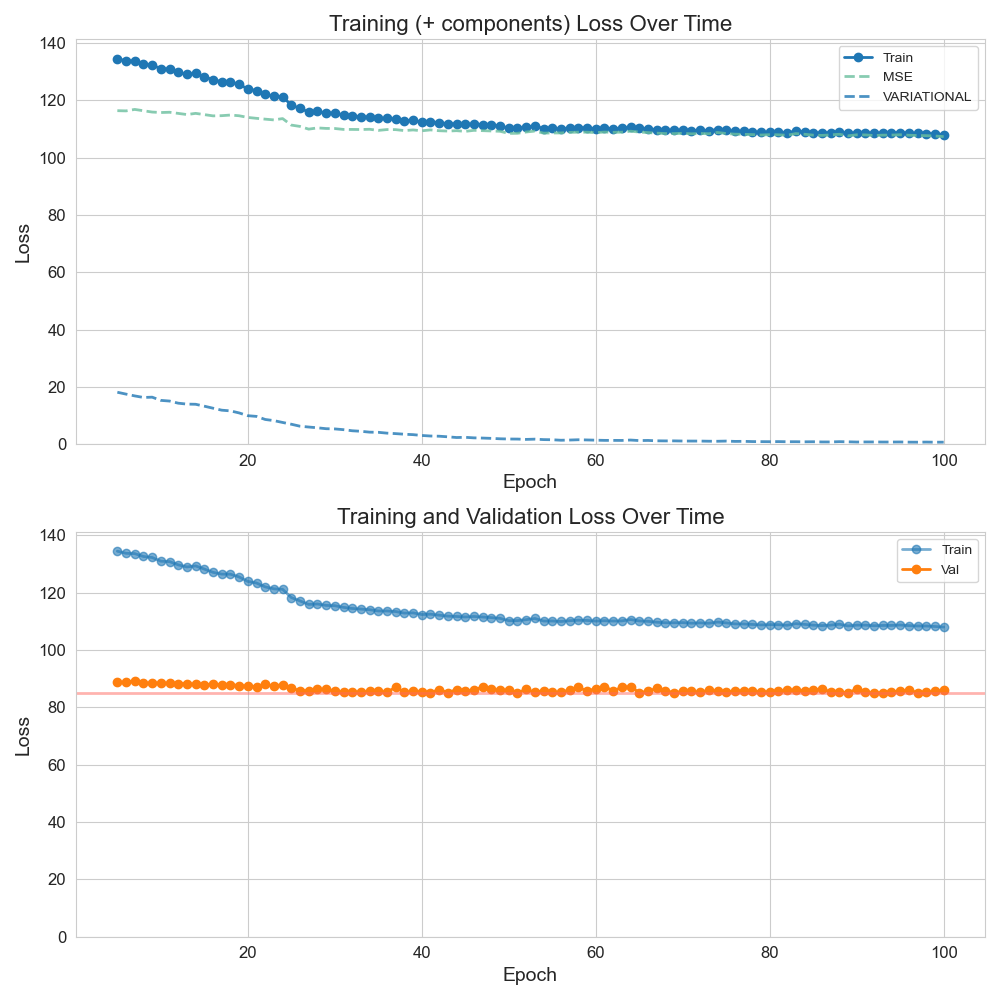 Training (+ components) Loss Over Time
140
120
100
80
60
40
20
0
Loss
Train
MSE
VARIATIONAL
20 40 60 80 100
Epoch
Training and Validation Loss Over Time
140
120
100
80
60
40
20
0
Loss
Train
Val
20 40 60 80 100
Epoch